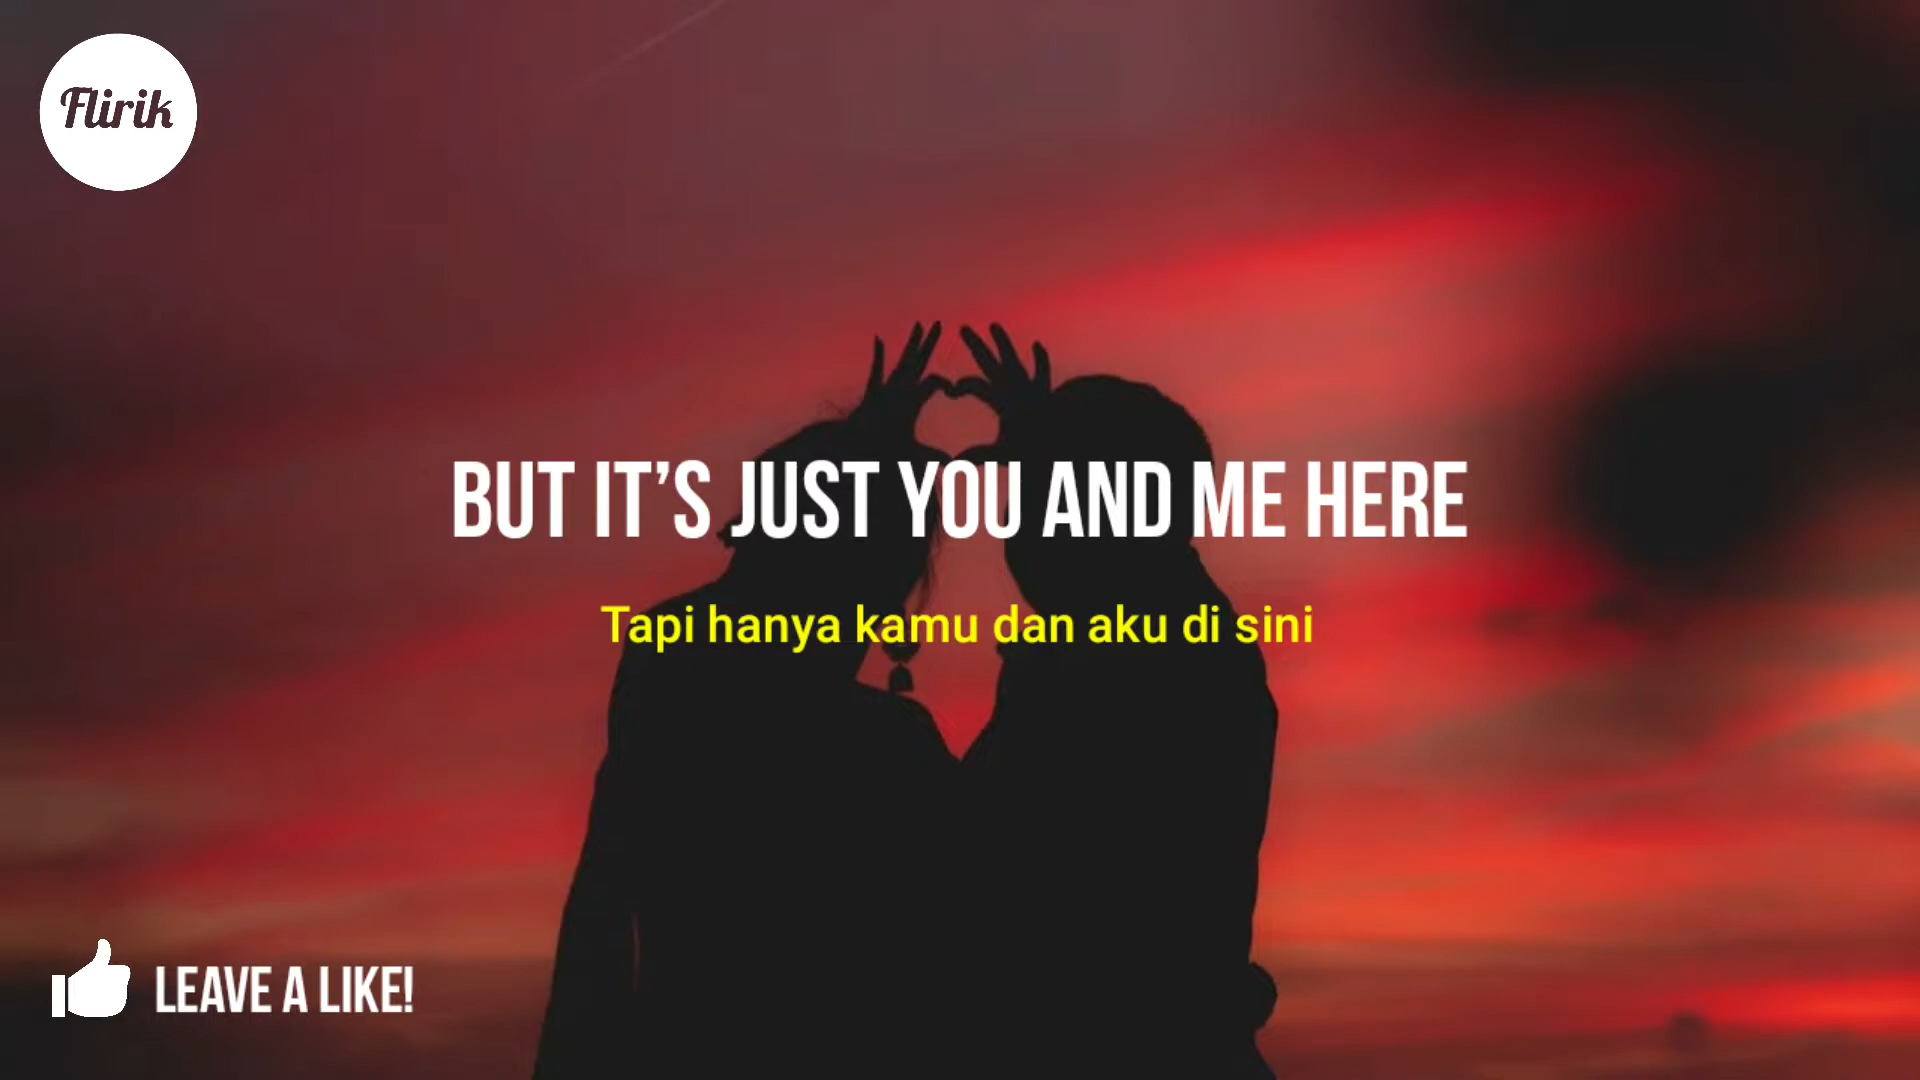 Flirik
BUT IT’S JUST YOU AND ME HERE
Tapi hanya kamu dan aku di sini
LEAVE A LIKE!